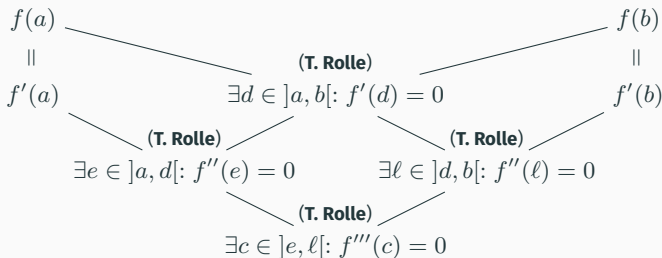 f(a) f(b)
|| (T. Rolle) ||
f'(a) ∃d ∈ ]a, b[: f'(d) = 0 f'(b)
(T. Rolle) (T. Rolle)
∃e ∈ ]a, d[: f''(e) = 0 ∃ℓ ∈ ]d, b[: f''(ℓ) = 0
(T. Rolle)
∃c ∈ ]e, ℓ[: f'''(c) = 0